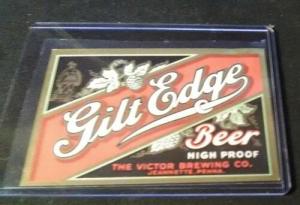 Gilt Edge
Beer
HIGH PROOF
THE VICTOR BREWING CO.
JEANNETTE, PENNA.